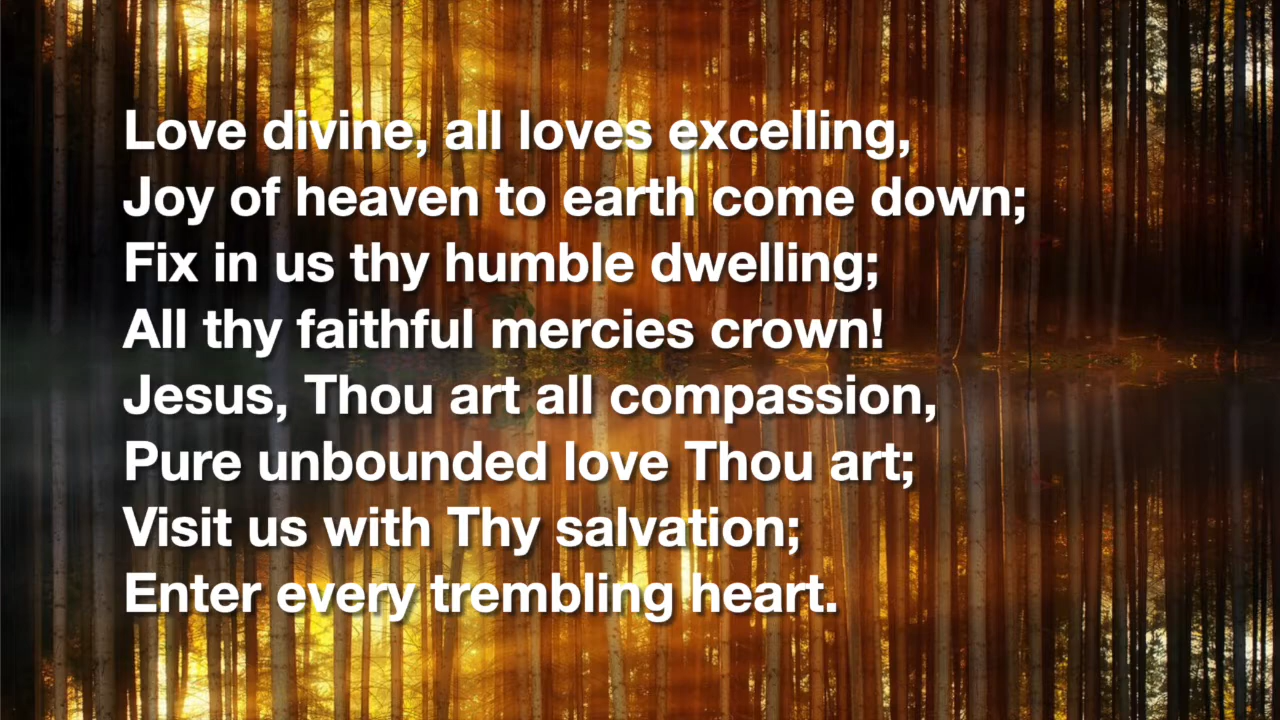 Love divine, all loves excelling,
Joy of heaven to earth come down;
Fix in us thy humble dwelling;
All thy faithful mercies crown!
Jesus, Thou art all compassion,
Pure unbounded love Thou art;
Visit us with Thy salvation;
Enter every trembling heart.